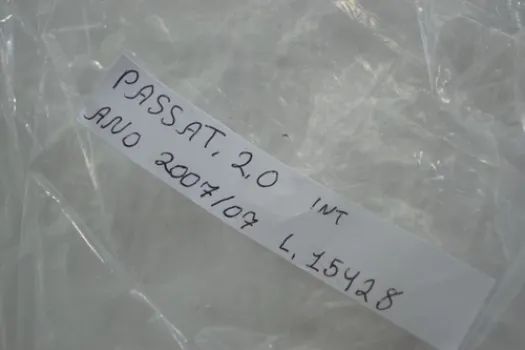 PASSAT, 2,0 INT
ANO 2007/07 L, 15428